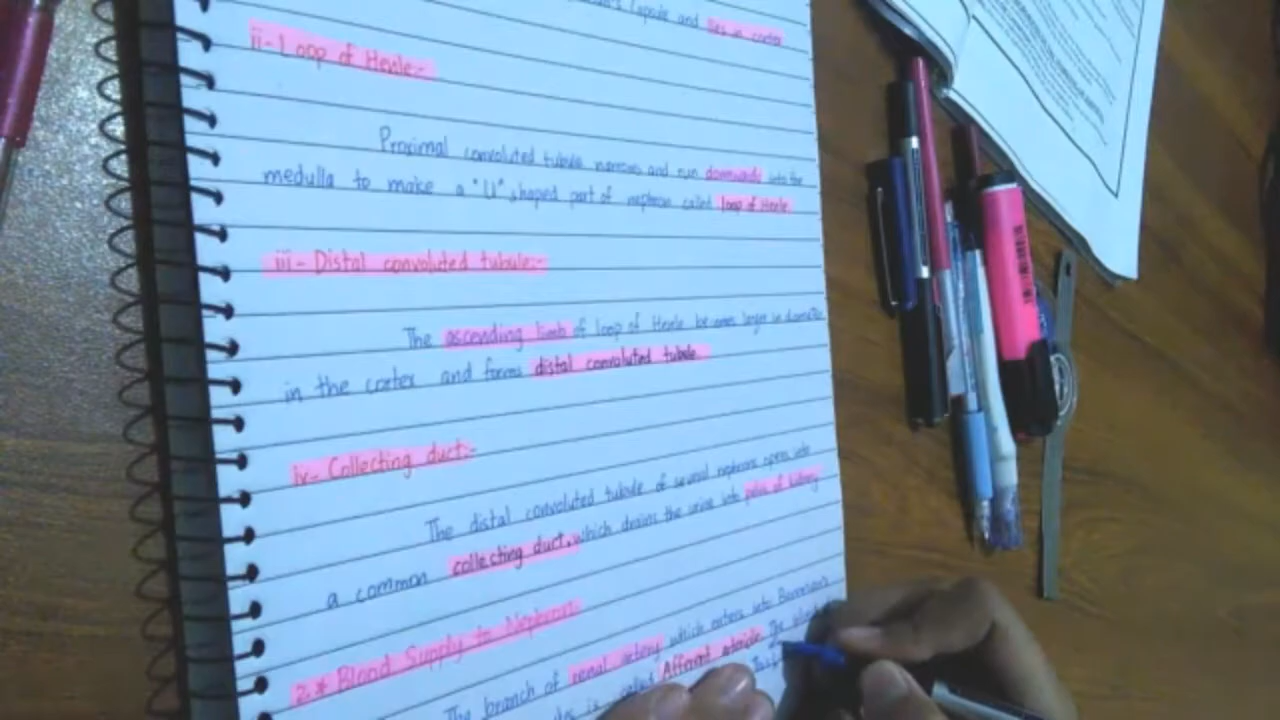 Capsule and lies in cortex
ii- Loop of Henle:-
Proximal convoluted tubule narrows and run downwards into the
medulla to make a "U" shaped part of nephron called loop of Henle
iii- Distal convoluted tubule:-
The ascending limb of loop of Henle becomes larger in diameter
in the cortex and forms distal convoluted tubule.
iv- Collecting duct:-
The distal convoluted tubule of several nephrons opens into
a common collecting duct, which drains the urine into pelvis of kidney
2.* Blood Supply to Nephron:
The branch of renal artery which enters into Bowman's
is called Afferent arteriole. The